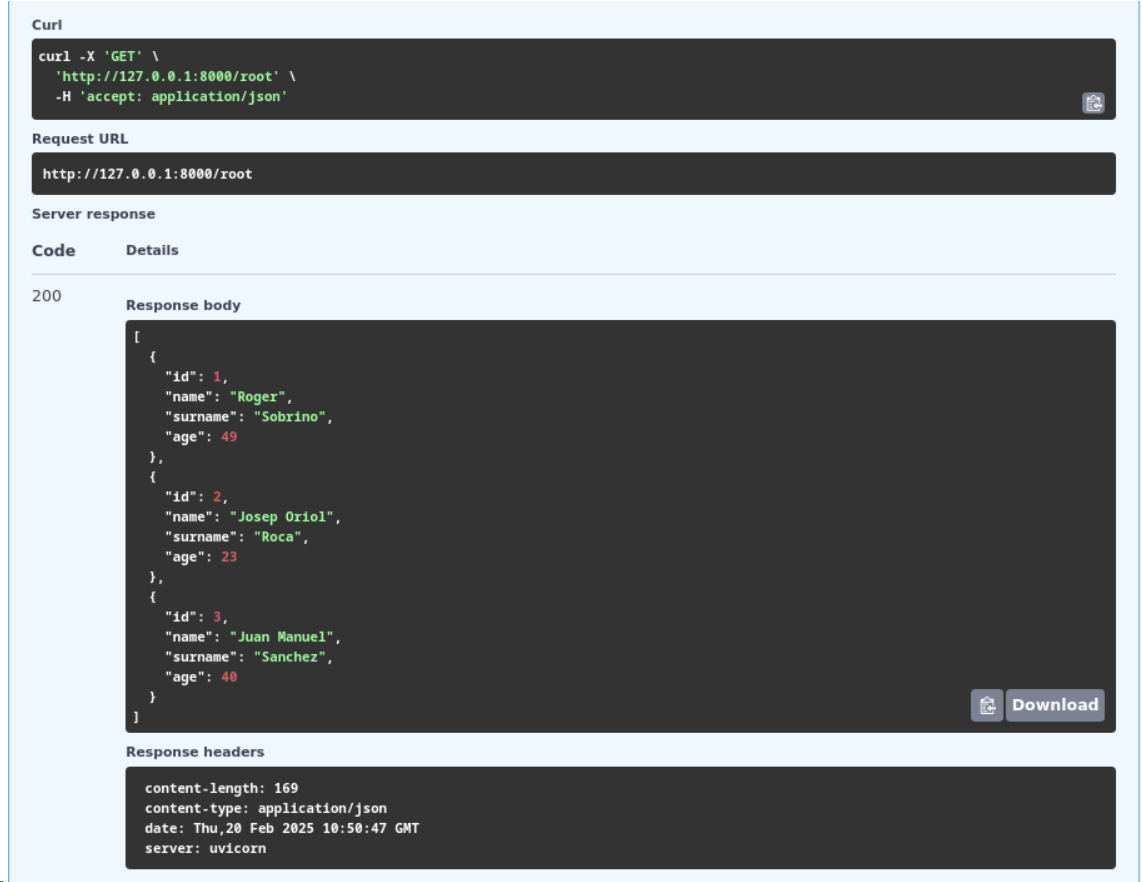 Curl
curl -X 'GET' \
  'http://127.0.0.1:8000/root' \
  -H 'accept: application/json'
Request URL
http://127.0.0.1:8000/root
Server response
Code Details
200
Response body
[
  {
    "id": 1,
    "name": "Roger",
    "surname": "Sobrino",
    "age": 49
  },
  {
    "id": 2,
    "name": "Josep Oriol",
    "surname": "Roca",
    "age": 23
  },
  {
    "id": 3,
    "name": "Juan Manuel",
    "surname": "Sanchez",
    "age": 40
  }
]
Download
Response headers
content-length: 169
content-type: application/json
date: Thu,20 Feb 2025 10:50:47 GMT
server: uvicorn